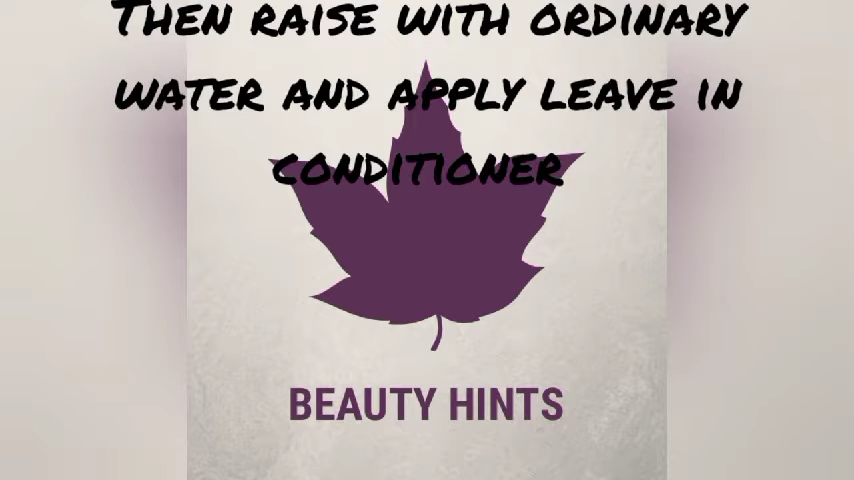 Then raise with ordinary
water and apply leave in
conditioner
BEAUTY HINTS